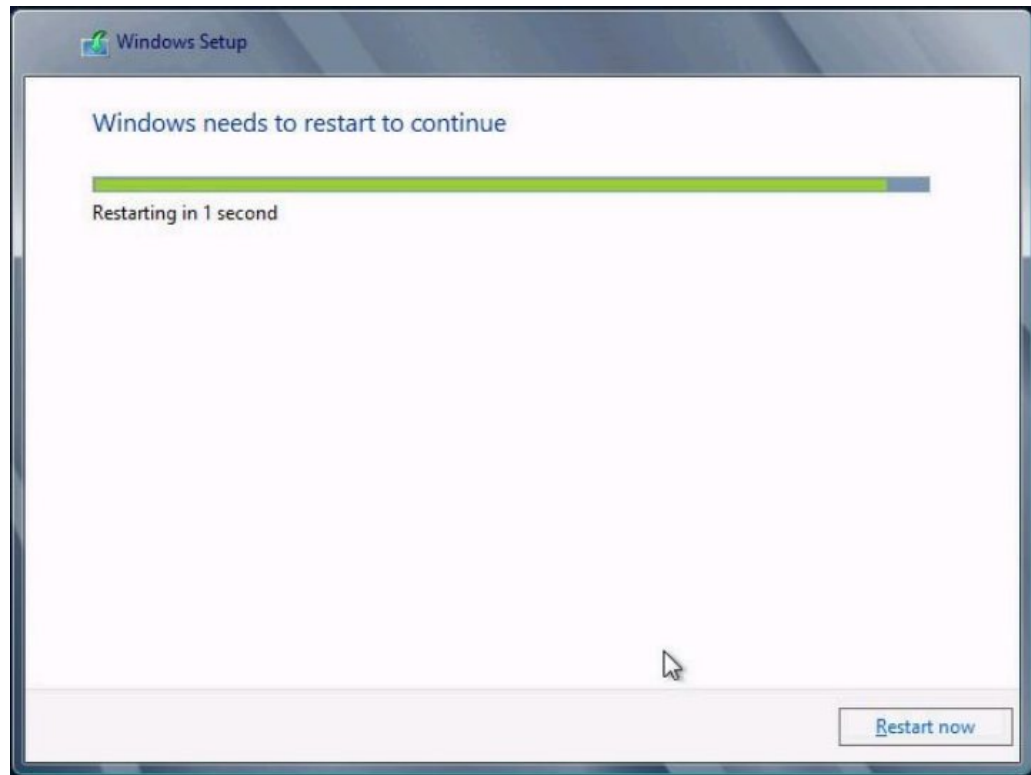 Windows Setup
Windows needs to restart to continue
Restarting in 1 second
Restart now